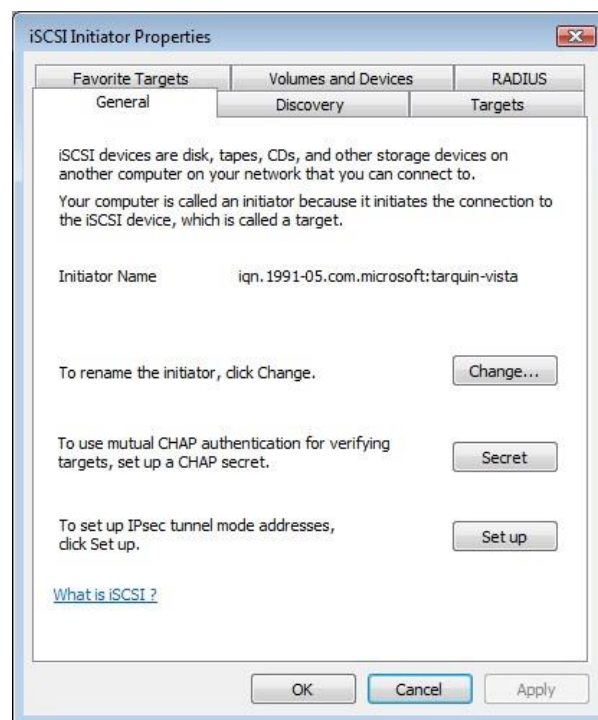 iSCSI Initiator Properties
Favorite Targets
Volumes and Devices
RADIUS
General
Discovery
Targets
iSCSI devices are disk, tapes, CDs, and other storage devices on
another computer on your network that you can connect to.
Your computer is called an initiator because it initiates the connection to
the iSCSI device, which is called a target.
Initiator Name iqn.1991-05.com.microsoft:tarquin-vista
To rename the initiator, click Change.
Change...
To use mutual CHAP authentication for verifying
targets, set up a CHAP secret.
Secret
To set up IPsec tunnel mode addresses,
click Set up.
Set up
What is iSCSI ?
OK
Cancel
Apply